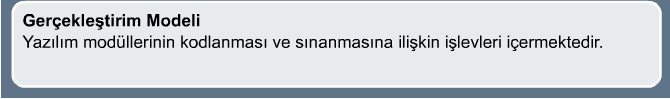 Gerçekleştirim Modeli
Yazılım modüllerinin kodlanması ve sınanmasına ilişkin işlevleri içermektedir.